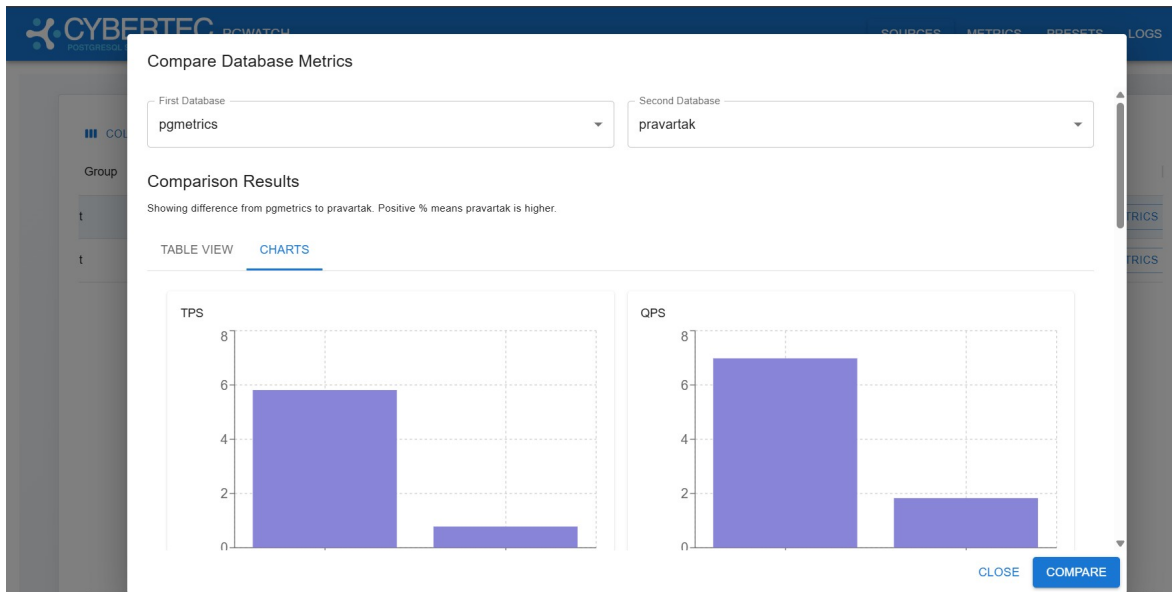 CYBERTEC PGWATCH SOURCES METRICS PRESETS LOGS
Compare Database Metrics
First Database Second Database
pgmetrics pravartak
Group
Comparison Results
t
Showing difference from pgmetrics to pravartak. Positive % means pravartak is higher.
TABLE VIEW CHARTS
t
TPS QPS
8 8
6 6
4 4
2 2
0 0
CLOSE COMPARE